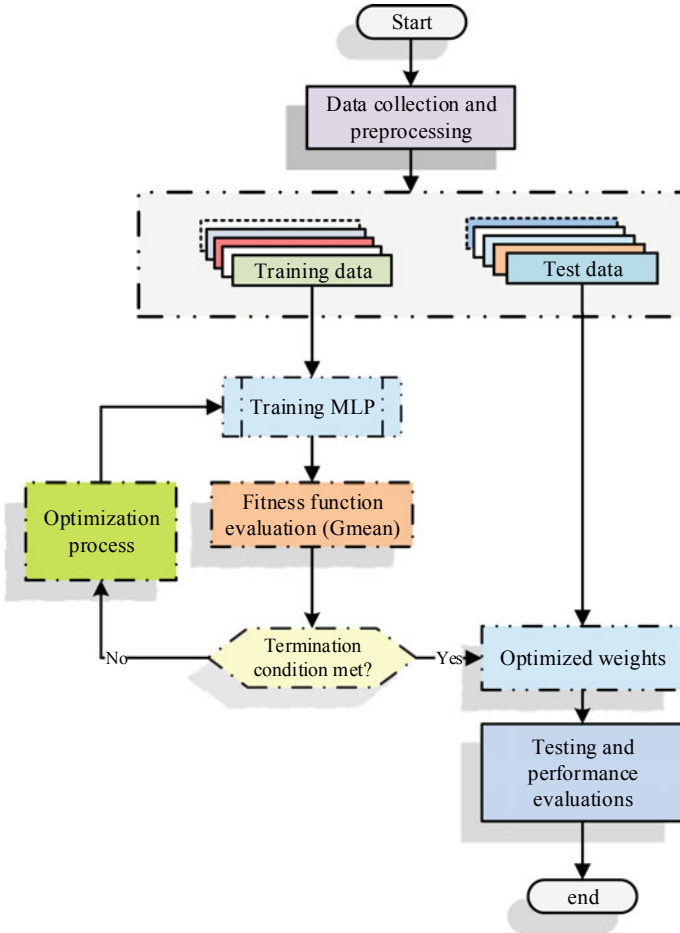 Start
Data collection and
preprocessing
Training data
Test data
Training MLP
Optimization
process
Fitness function
evaluation (Gmean)
No
Termination
condition met?
Yes
Optimized weights
Testing and
performance
evaluations
end